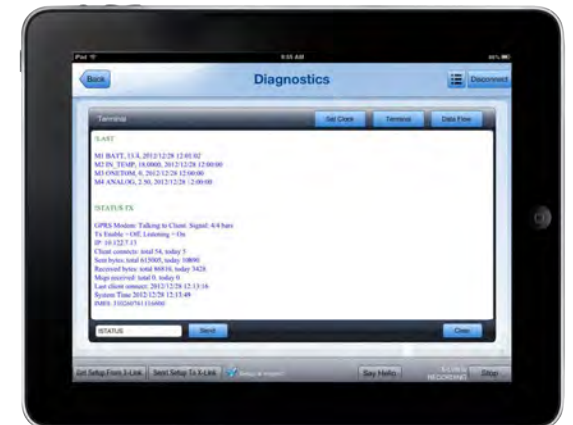 iPad
9:55 AM
Back
Diagnostics
Disconnect
Terminal
Set Clock
Terminal
Data Flow
!LAST
M1 BATT, 13.4, 2012/12/28 12:01:02
M2 IN_TEMP, 18.0000, 2012/12/28 12:00:00
M3 ONETOM, 0, 2012/12/28 12:00:00
M4 ANALOG, 2.50, 2012/12/28 12:00:00
!STATUS TX
GPRS Modem: Talking to Client. Signal: 4/4 bars
Tx Enable = Off, Listening = On
IP: 10.122.7.13
Client connects: total 54, today 5
Sent bytes: total 615005, today 10890
Received bytes: total 86816, today 3428
Msgs received: total 0, today 0
Last client connect: 2012/12/28 12:13:16
System Time 2012/12/28 12:13:49
!STATUS
Send
Clear
Get Setup From X-Link
Send Setup To X-Link
Say Hello
RECORDING
Stop